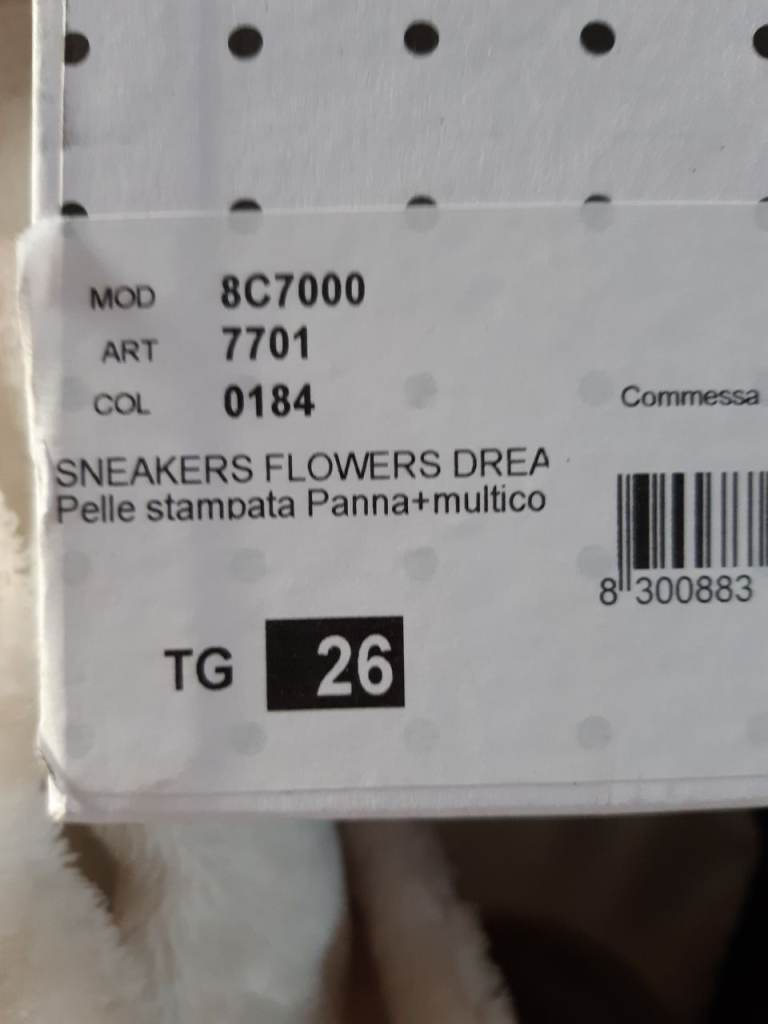 MOD 8C7000
ART 7701
COL 0184
Commessa
SNEAKERS FLOWERS DREA
Pelle stampata Panna+multico
8 300883
TG 26